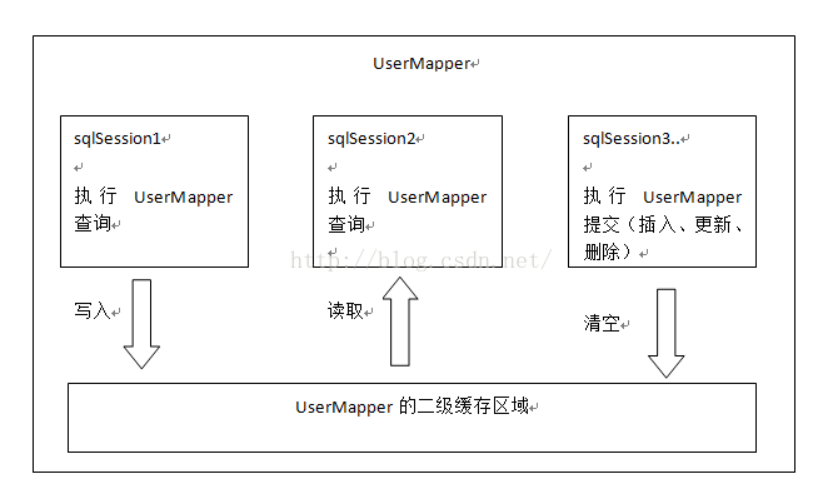 UserMapper
sqlSession1
执行 UserMapper
查询
sqlSession2
执行 UserMapper
查询
sqlSession3..
执行 UserMapper
提交（插入、更新、
删除）
http://blog.csdn.net/
写入
读取
清空
UserMapper 的二级缓存区域